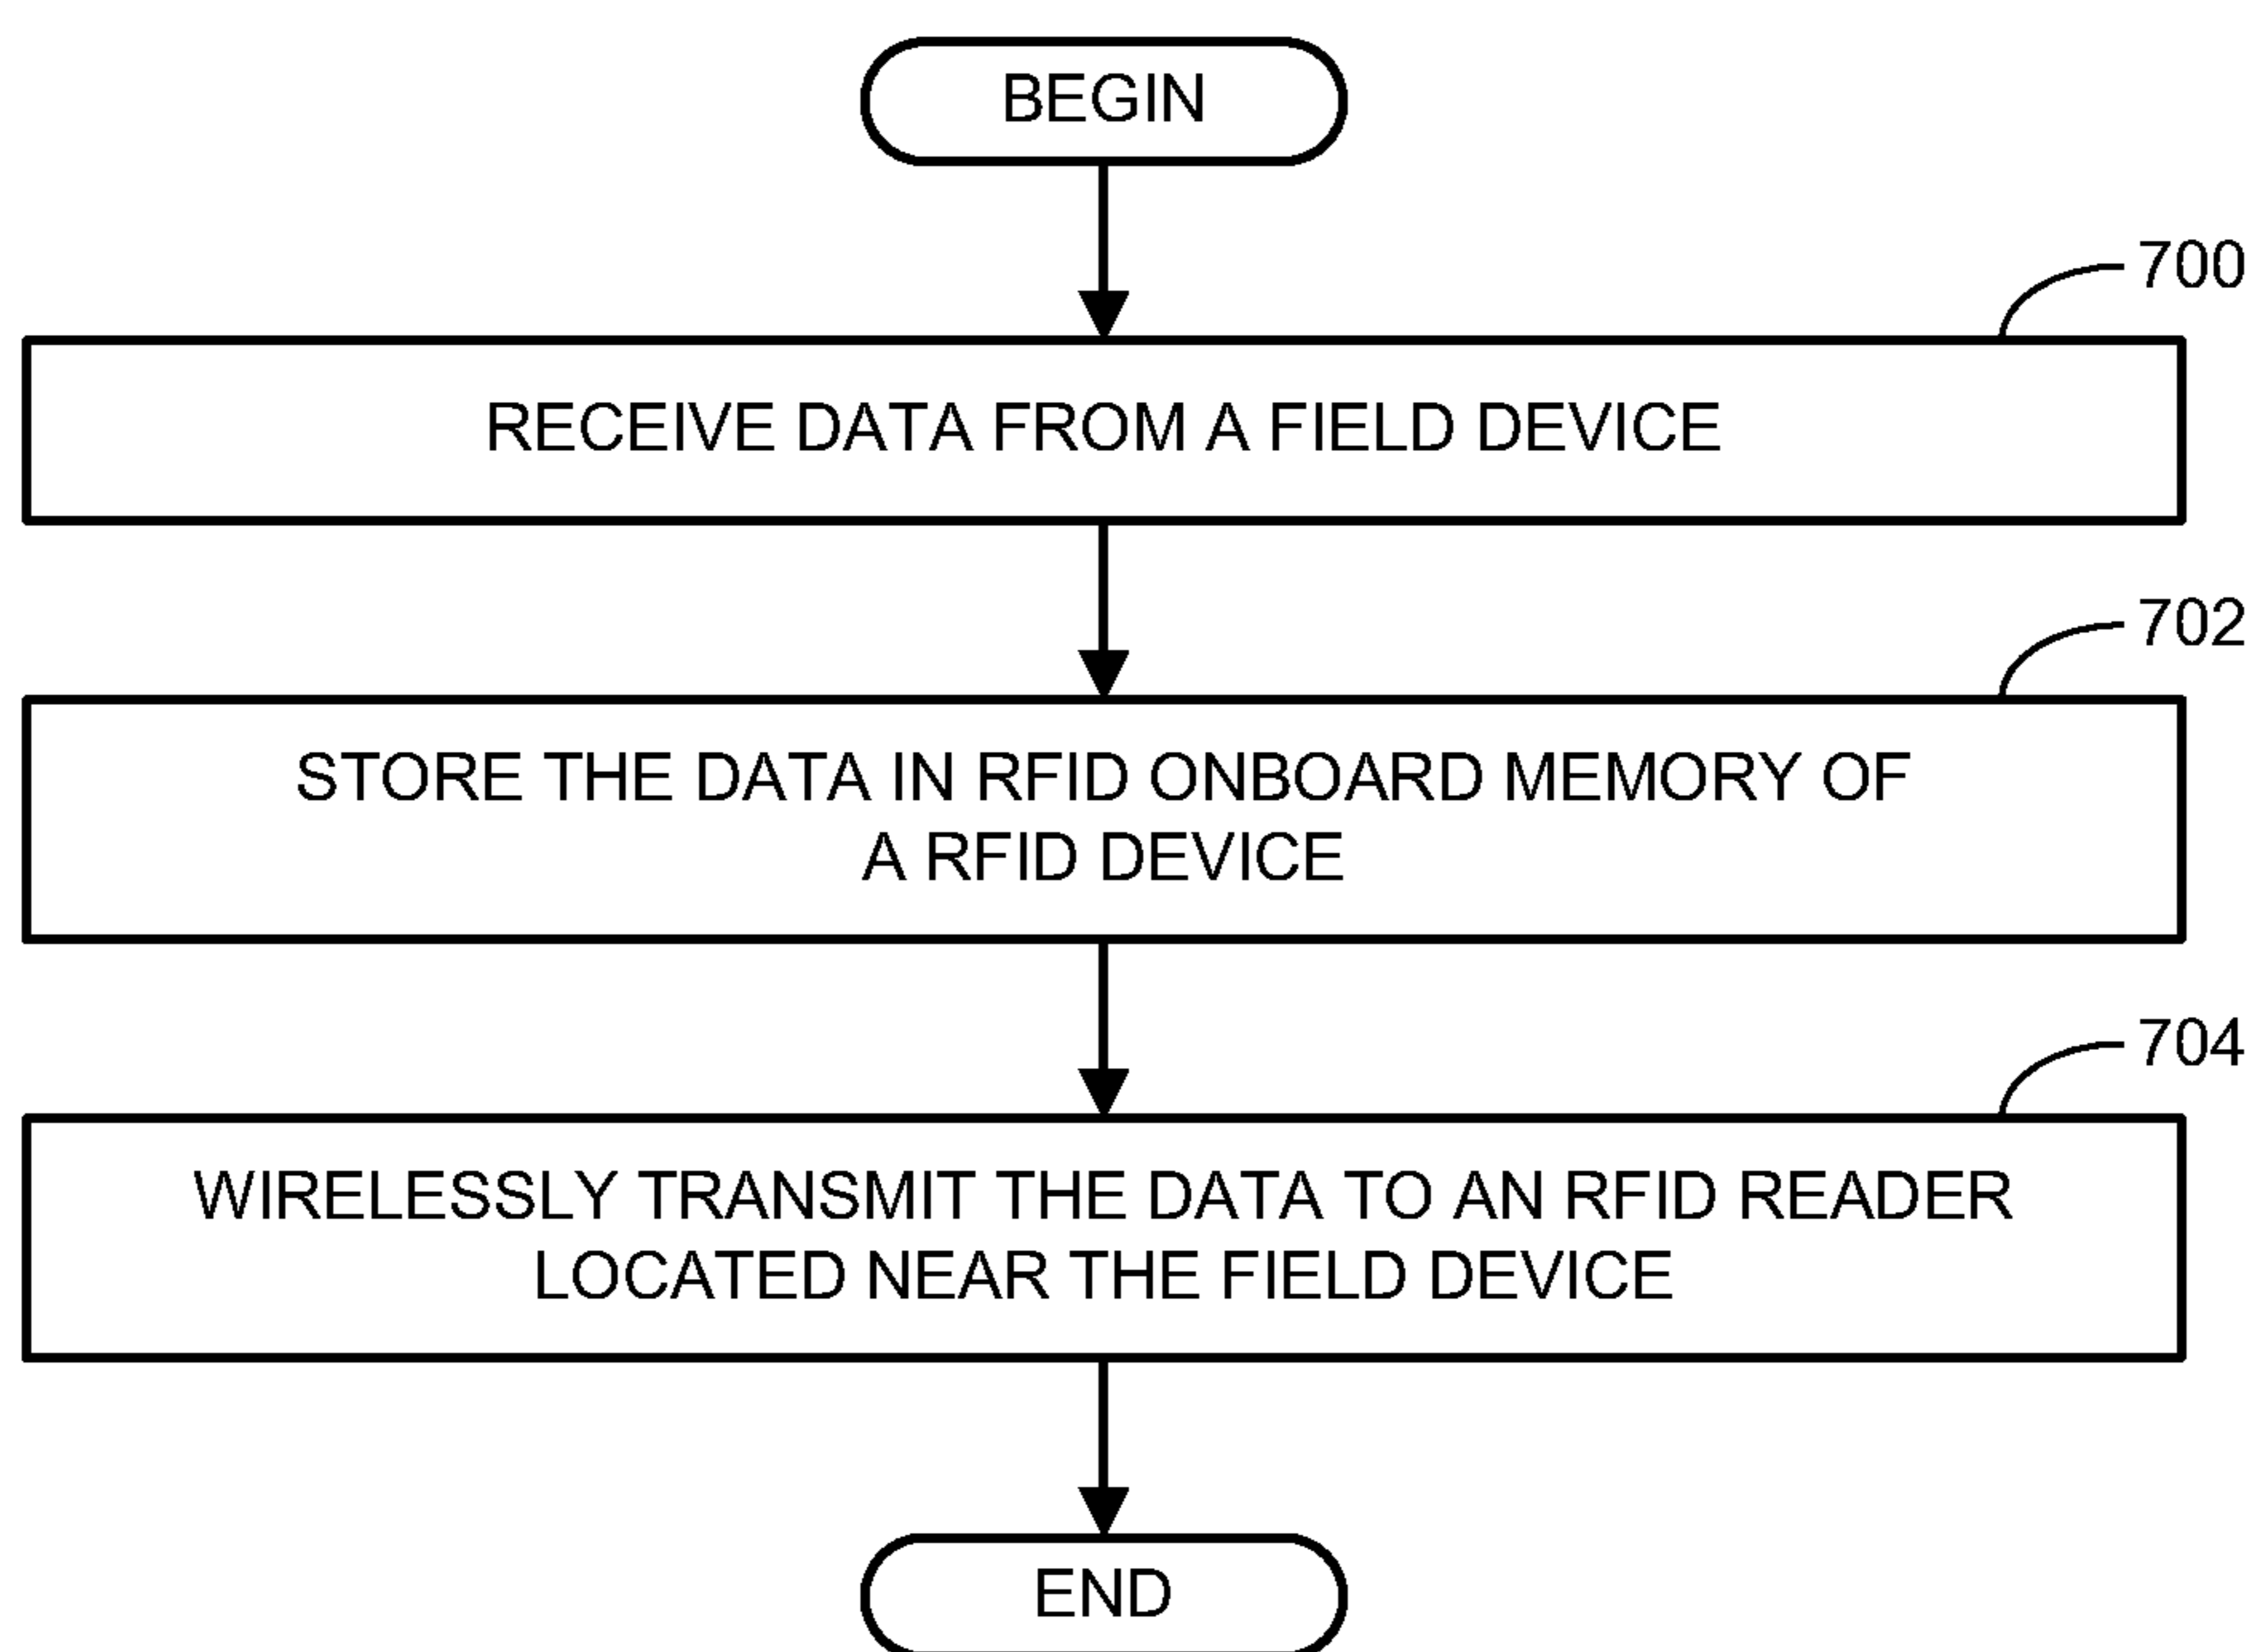 BEGIN
700
RECEIVE DATA FROM A FIELD DEVICE
702
STORE THE DATA IN RFID ONBOARD MEMORY OF
A RFID DEVICE
704
WIRELESSLY TRANSMIT THE DATA TO AN RFID READER
LOCATED NEAR THE FIELD DEVICE
END